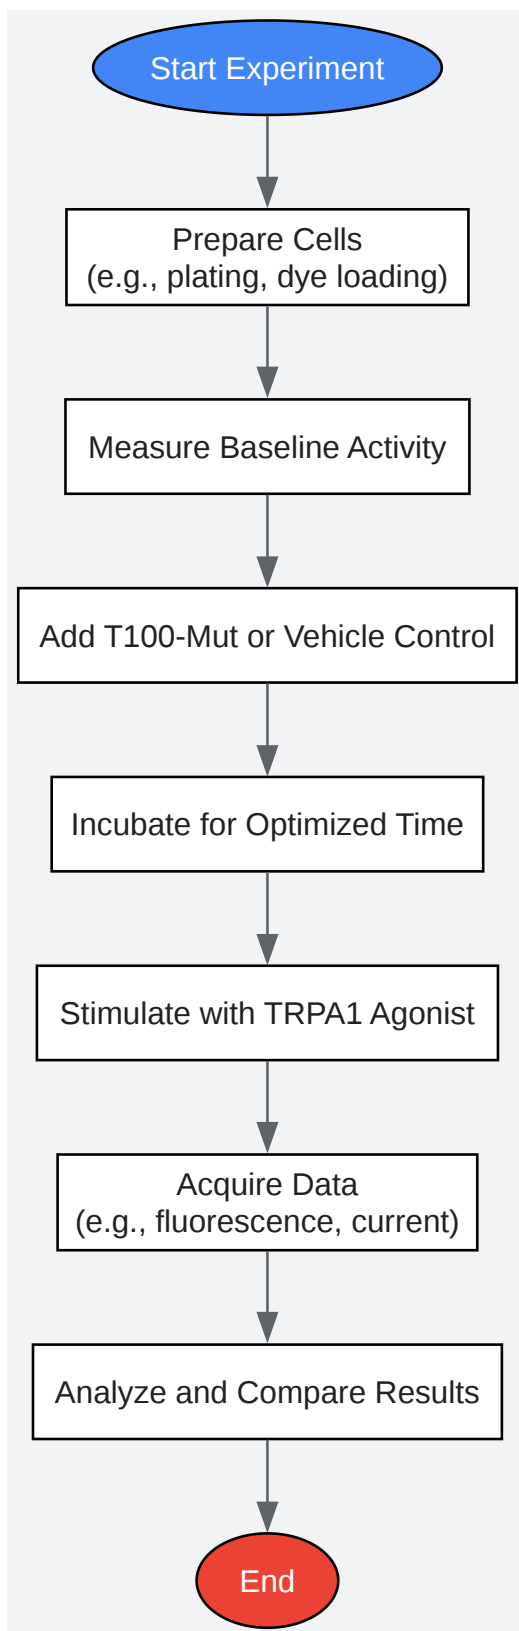 Start Experiment
Prepare Cells
(e.g., plating, dye loading)
Measure Baseline Activity
Add T100-Mut or Vehicle Control
Incubate for Optimized Time
Stimulate with TRPA1 Agonist
Acquire Data
(e.g., fluorescence, current)
Analyze and Compare Results
End